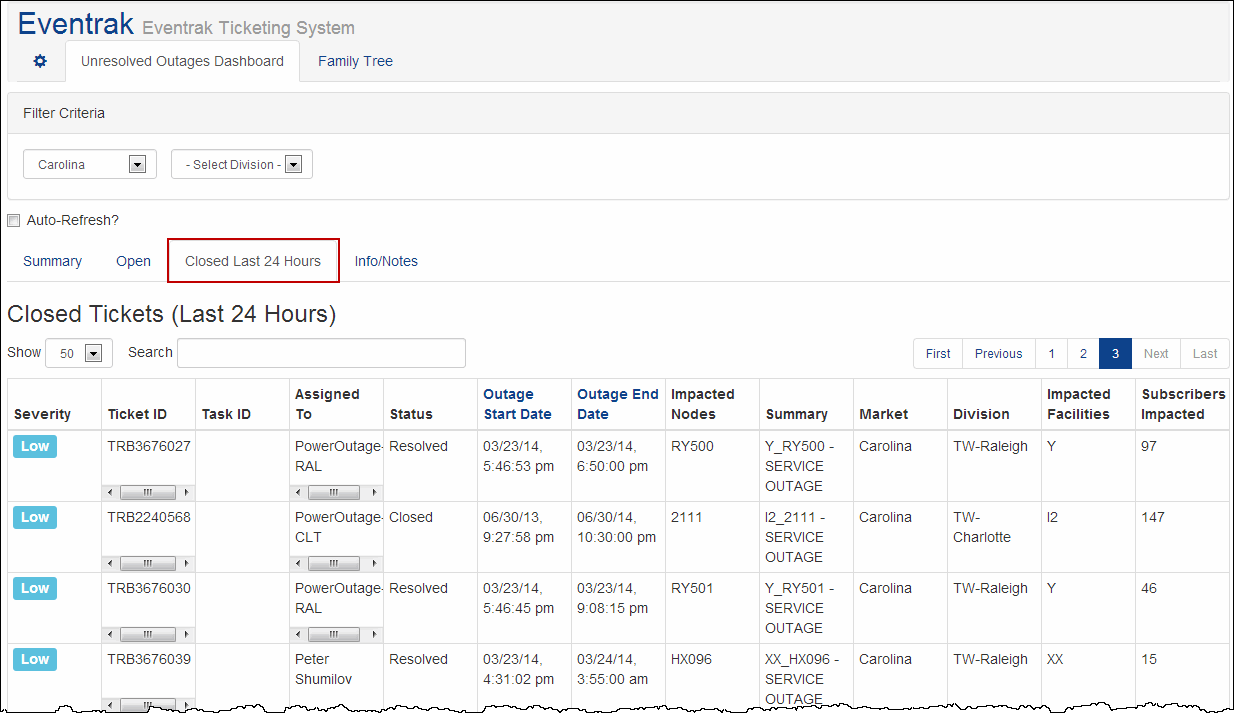 Eventrak Eventrak Ticketing System
Unresolved Outages Dashboard Family Tree
Filter Criteria
Carolina - Select Division -
Auto-Refresh?
Summary Open Closed Last 24 Hours Info/Notes
Closed Tickets (Last 24 Hours)
Show 50 Search First Previous 1 2 3 Next Last
Assigned Outage Outage End Impacted Impacted Subscribers
Severity Ticket ID Task ID To Status Start Date Date Nodes Summary Market Division Facilities Impacted
Low TRB3676027 PowerOutage- Resolved 03/23/14, 03/23/14, RY500 Y_RY500 - Carolina TW-Raleigh Y 97
RAL 5:46:53 pm 6:50:00 pm SERVICE
OUTAGE
Low TRB2240568 PowerOutage- Closed 06/30/13, 06/30/14, 2111 I2_2111 - Carolina TW- I2 147
CLT 9:27:58 pm 10:30:00 pm SERVICE Charlotte
OUTAGE
Low TRB3676030 PowerOutage- Resolved 03/23/14, 03/23/14, RY501 Y_RY501 - Carolina TW-Raleigh Y 46
RAL 5:46:45 pm 9:08:15 pm SERVICE
OUTAGE
Low TRB3676039 Peter Resolved 03/23/14, 03/24/14, HX096 XX_HX096 - Carolina TW-Raleigh XX 15
Shumilov 4:31:02 pm 3:55:00 am SERVICE
OUTAGE